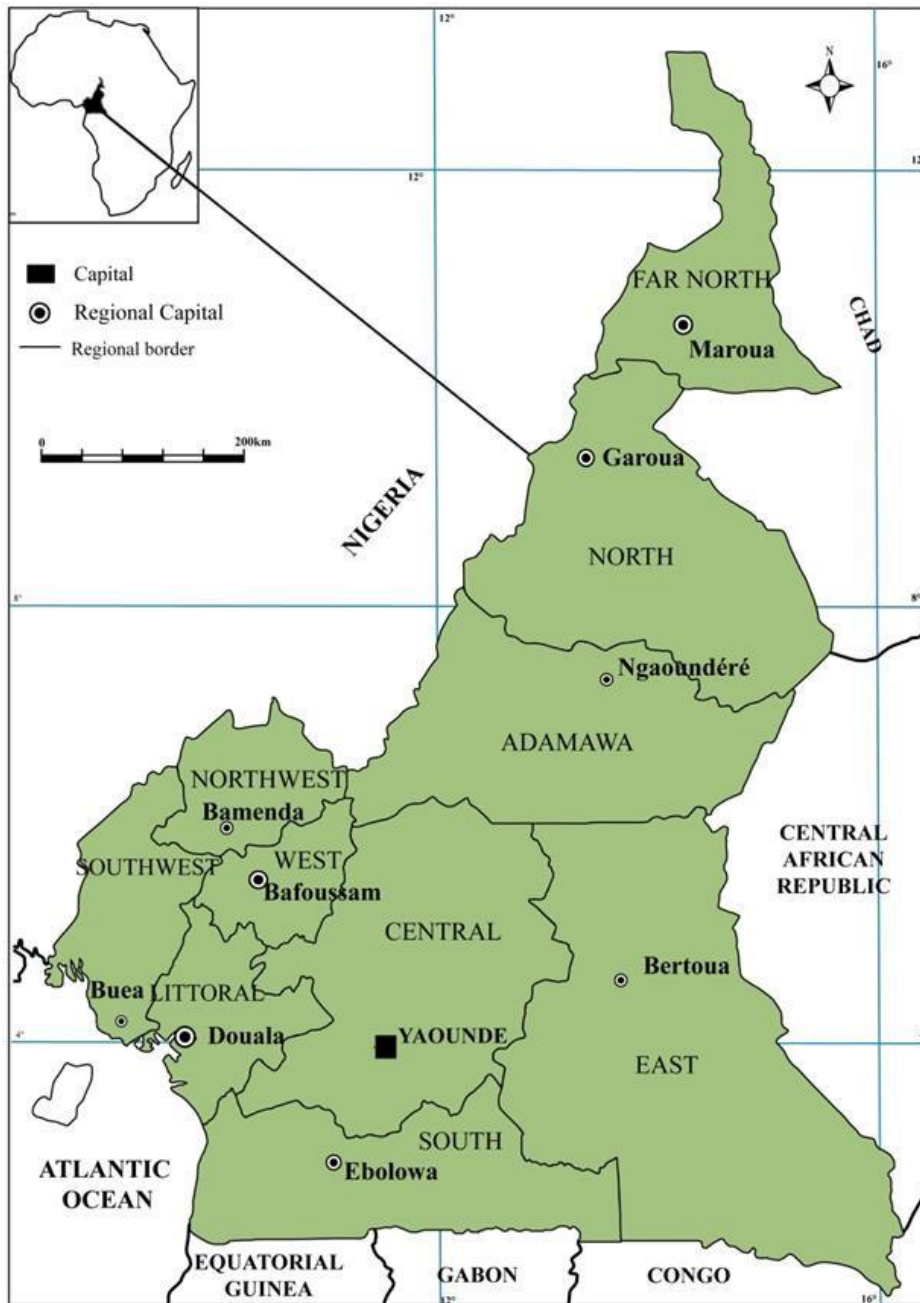 12°
N
16°
12°
12
Capital
Regional Capital
Regional border
FAR NORTH
CHAD
Maroua
0
200km
Garoua
NIGERIA
NORTH
8°
8°
Ngaoundéré
ADAMAWA
NORTHWEST
Bamenda
CENTRAL
AFRICAN
REPUBLIC
SOUTHWEST
WEST
Bafoussam
CENTRAL
Bertoua
Buea
LITTORAL
Douala
YAOUNDE
4°
EAST
SOUTH
Ebolowa
ATLANTIC
OCEAN
EQUATORIAL
GUINEA
GABON
CONGO
12°
16°